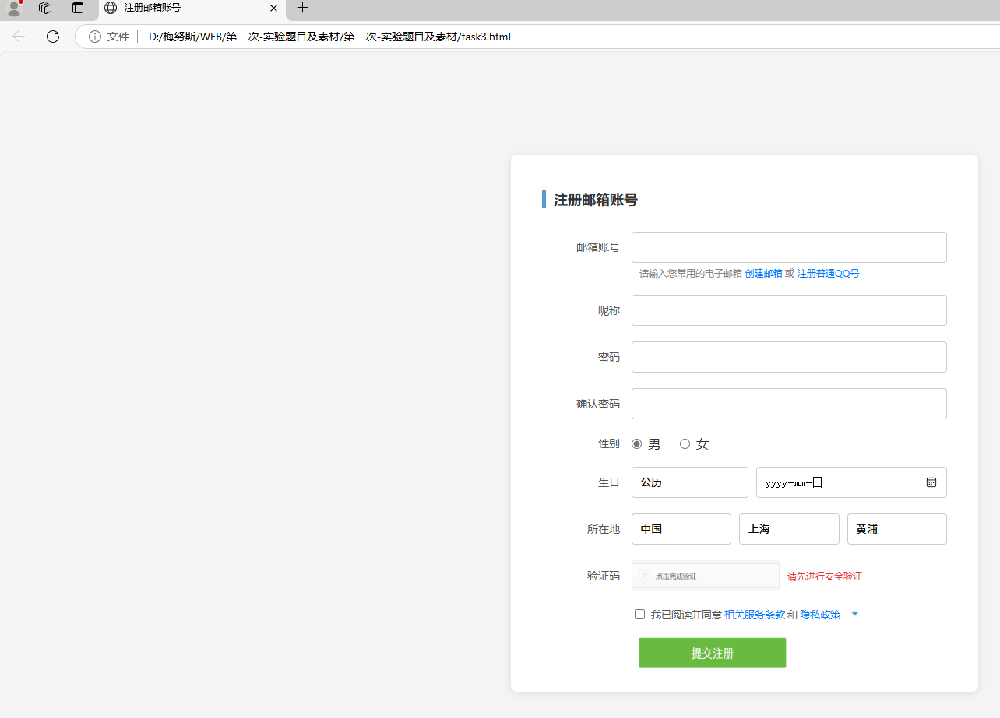 注册邮箱账号
文件 D:/梅努斯/WEB/第二次-实验题目及素材/第二次-实验题目及素材/task3.html
注册邮箱账号
邮箱账号
请输入您常用的电子邮箱 创建邮箱 或 注册普通QQ号
昵称
密码
确认密码
性别 男 女
生日 公历 yyyy-mm-日
所在地 中国 上海 黄浦
验证码 点击完成验证 请先进行安全验证
我已阅读并同意 相关服务条款 和 隐私政策
提交注册